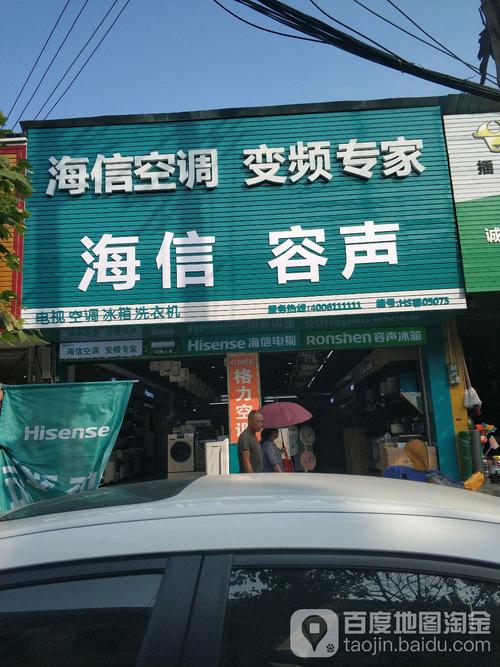 海信空调 变频专家
海信 容声
电视 空调 冰箱 洗衣机
服务热线:4006111111 编号:HS鄂05073
海信空调 变频专家
Hisense 海信电视
Ronshen 容声冰箱
GREE
格力空调
Hisense
诚
百度地图淘金
taojin.baidu.com